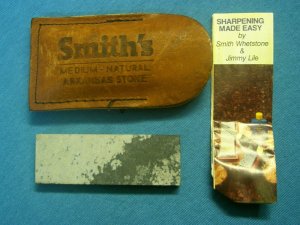 Smith's
MEDIUM - NATURAL
ARKANSAS STONE
SHARPENING
MADE EASY
by
Smith Whetstone
&
Jimmy Lile